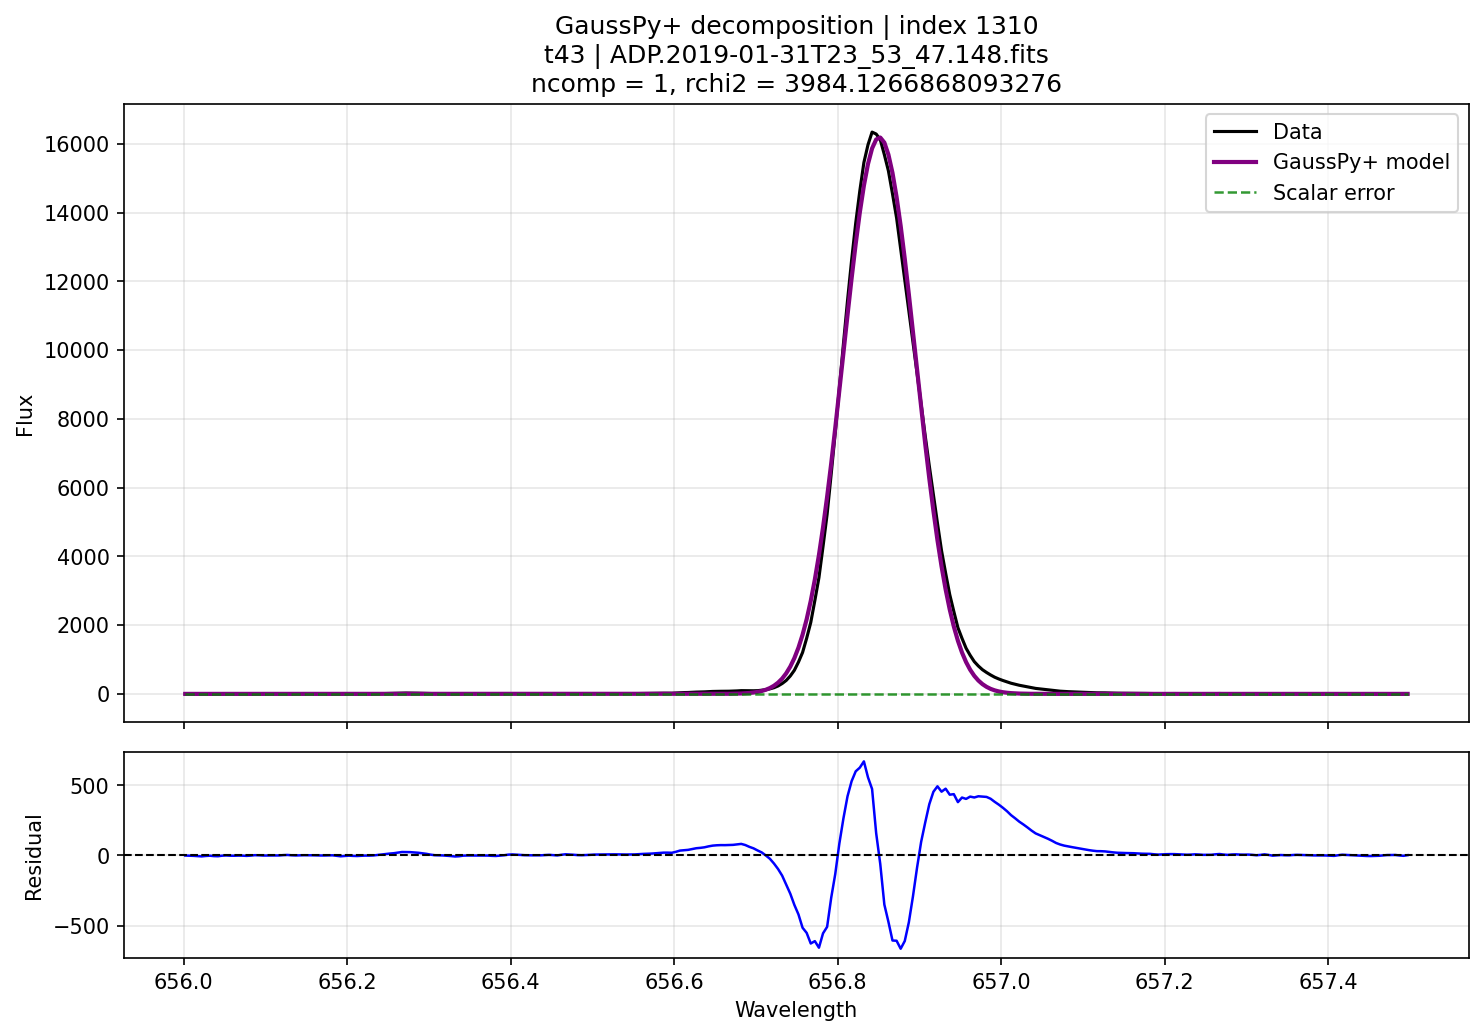 GaussPy+ decomposition | index 1310
t43 | ADP.2019-01-31T23_53_47.148.fits
ncomp = 1, rchi2 = 3984.1266868093276
Data
GaussPy+ model
Scalar error
16000
14000
12000
10000
8000
6000
4000
2000
0
Flux
500
0
−500
Residual
656.0
656.2
656.4
656.6
656.8
657.0
657.2
657.4
Wavelength